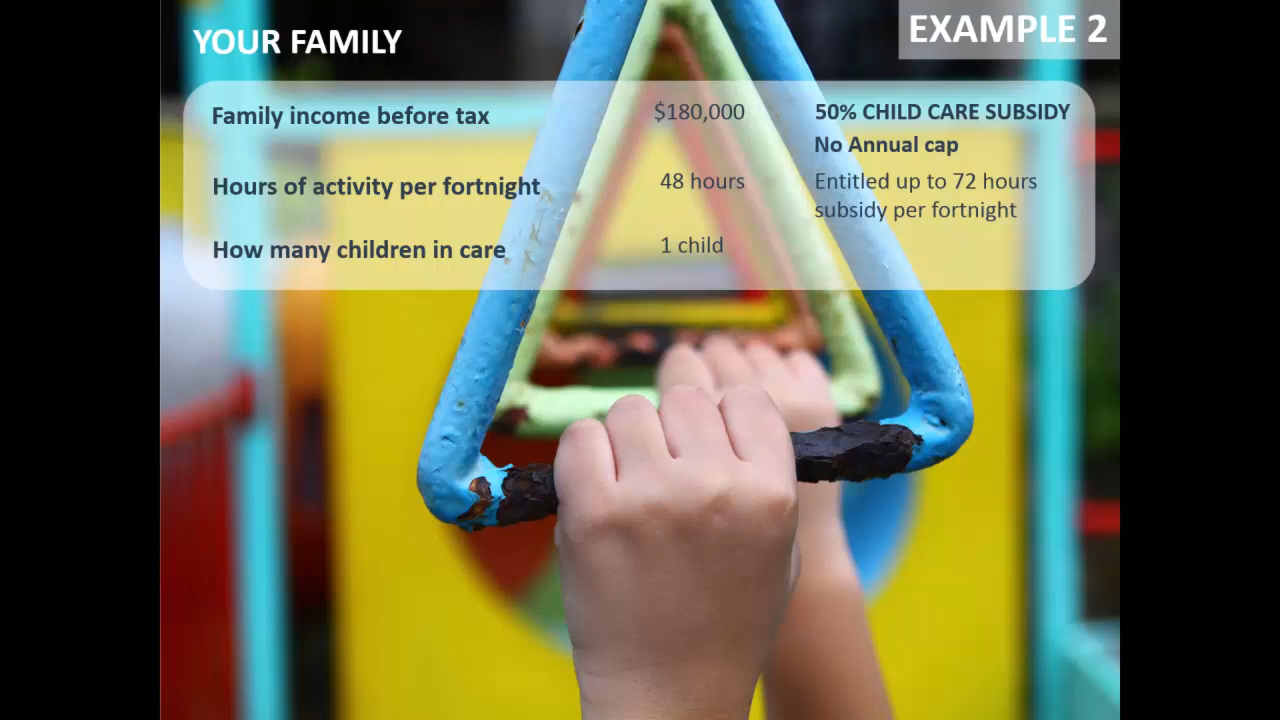 YOUR FAMILY
EXAMPLE 2
Family income before tax
$180,000
50% CHILD CARE SUBSIDY
No Annual cap
Hours of activity per fortnight
48 hours
Entitled up to 72 hours
subsidy per fortnight
How many children in care
1 child